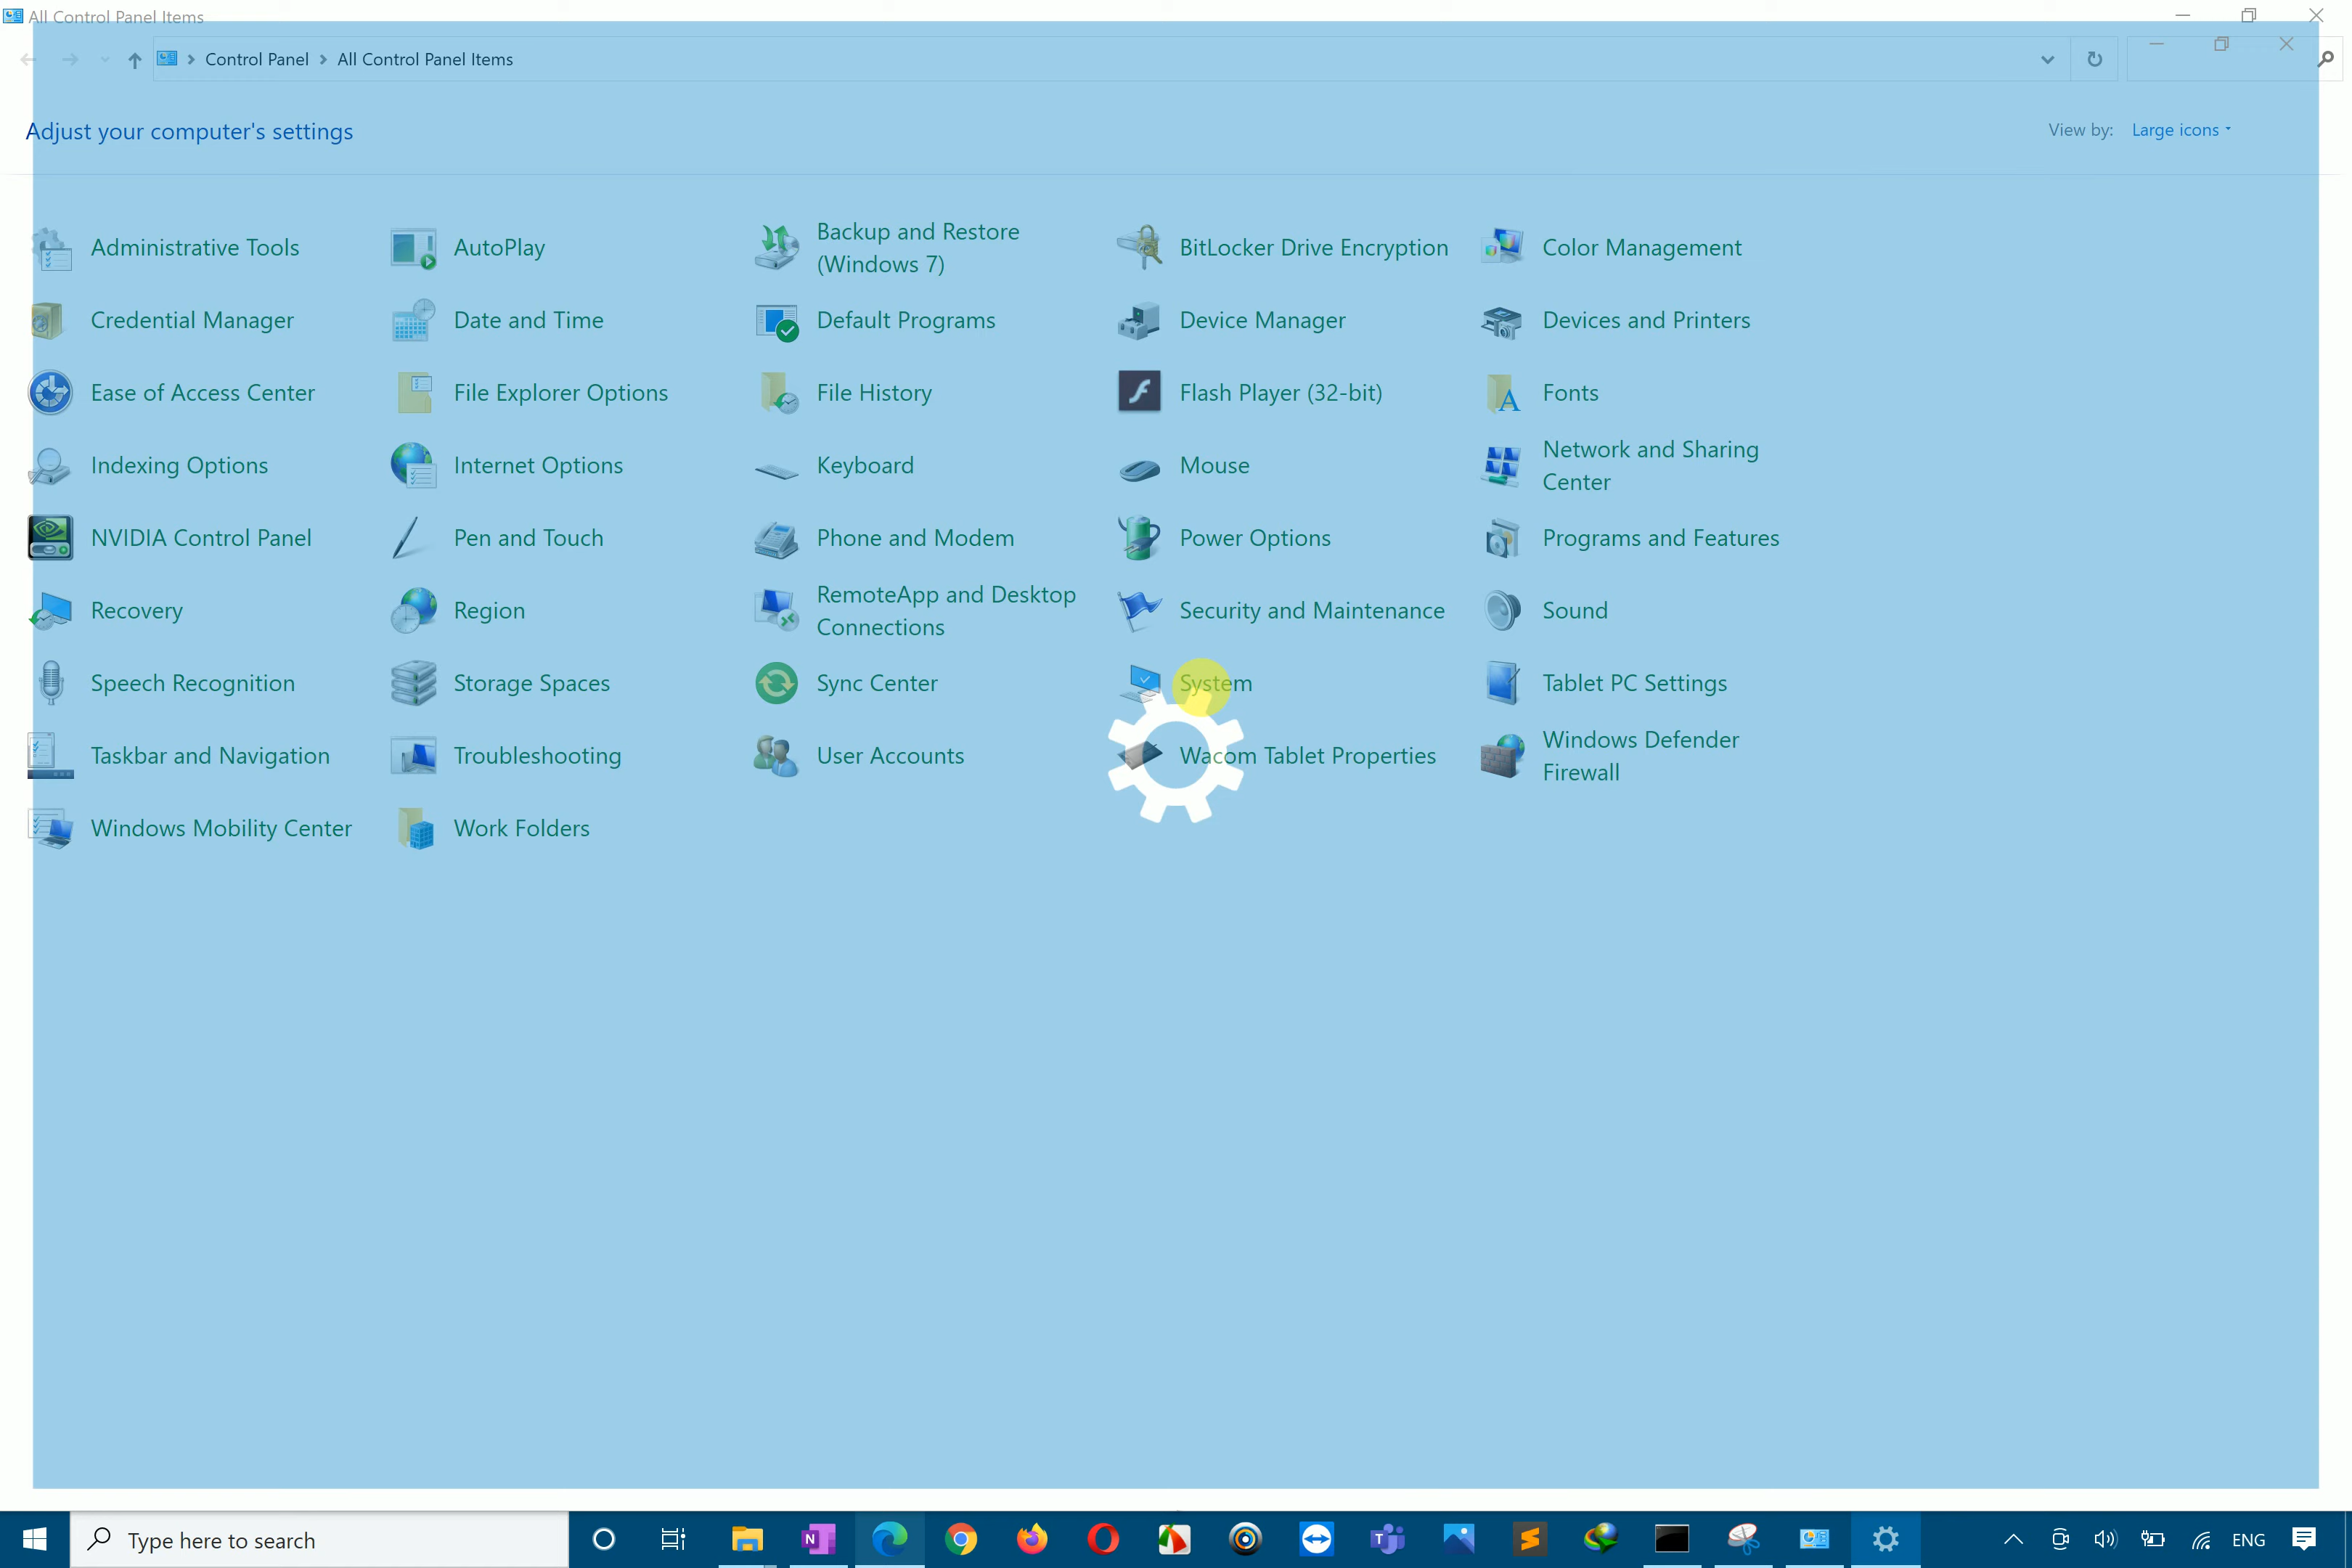 All Control Panel Items
Control Panel > All Control Panel Items
Adjust your computer's settings
View by: Large icons
Administrative Tools
AutoPlay
Backup and Restore
(Windows 7)
BitLocker Drive Encryption
Color Management
Credential Manager
Date and Time
Default Programs
Device Manager
Devices and Printers
Ease of Access Center
File Explorer Options
File History
Flash Player (32-bit)
Fonts
Indexing Options
Internet Options
Keyboard
Mouse
Network and Sharing
Center
NVIDIA Control Panel
Pen and Touch
Phone and Modem
Power Options
Programs and Features
Recovery
Region
RemoteApp and Desktop
Connections
Security and Maintenance
Sound
Speech Recognition
Storage Spaces
Sync Center
System
Tablet PC Settings
Taskbar and Navigation
Troubleshooting
User Accounts
Wacom Tablet Properties
Windows Defender
Firewall
Windows Mobility Center
Work Folders
Type here to search
ENG